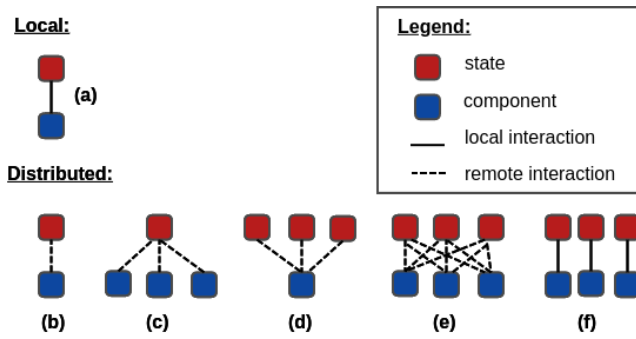 Local:
(a)
Legend:
state
component
local interaction
remote interaction
Distributed:
(b) (c) (d) (e) (f)